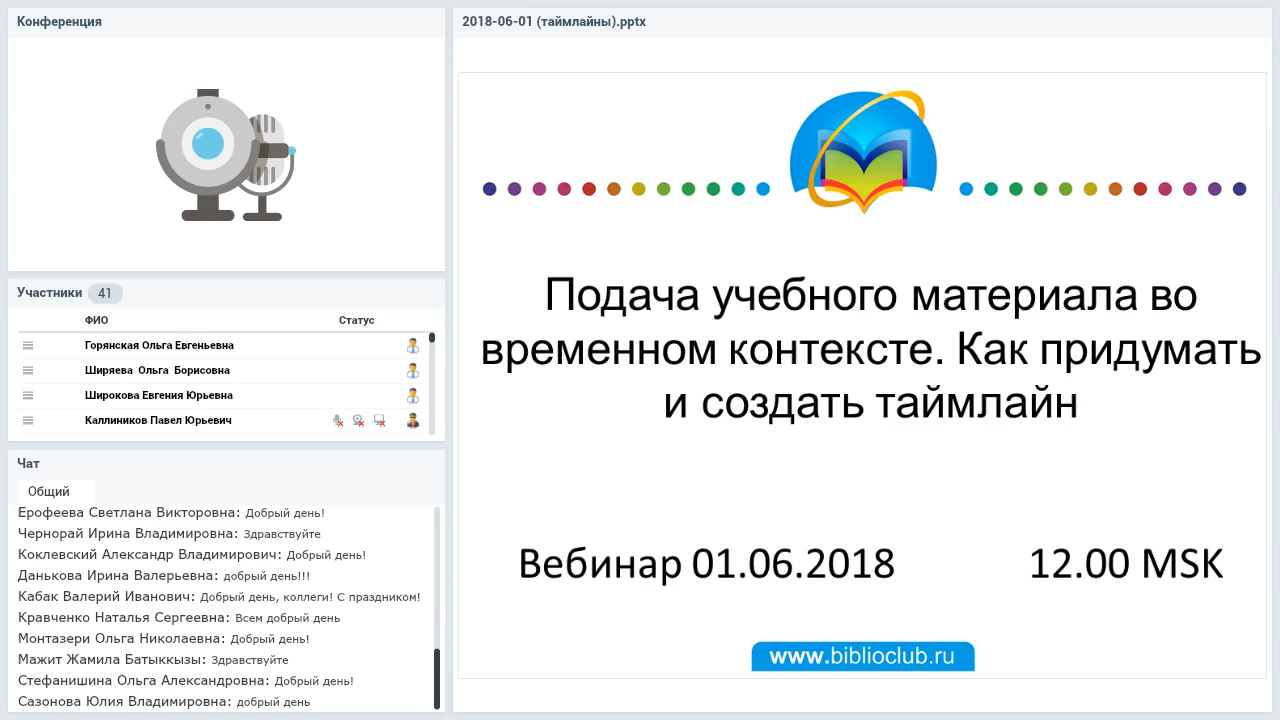 Конференция
Участники 41
ФИО Статус
Горянская Ольга Евгеньевна
Ширяева Ольга Борисовна
Широкова Евгения Юрьевна
Каллиников Павел Юрьевич
Чат
Общий
Ерофеева Светлана Викторовна: Добрый день!
Чернорай Ирина Владимировна: Здравствуйте
Коклевский Александр Владимирович: Добрый день!
Данькова Ирина Валерьевна: добрый день!!!
Кабак Валерий Иванович: Добрый день, коллеги! С праздником!
Кравченко Наталья Сергеевна: Всем добрый день
Монтазери Ольга Николаевна: Добрый день!
Мажит Жамила Батыккызы: Здравствуйте
Стефанишина Ольга Александровна: Добрый день!
Сазонова Юлия Владимировна: добрый день
2018-06-01 (таймлайны).pptx
Подача учебного материала во
временном контексте. Как придумать
и создать таймлайн
Вебинар 01.06.2018 12.00 MSK
www.biblioclub.ru